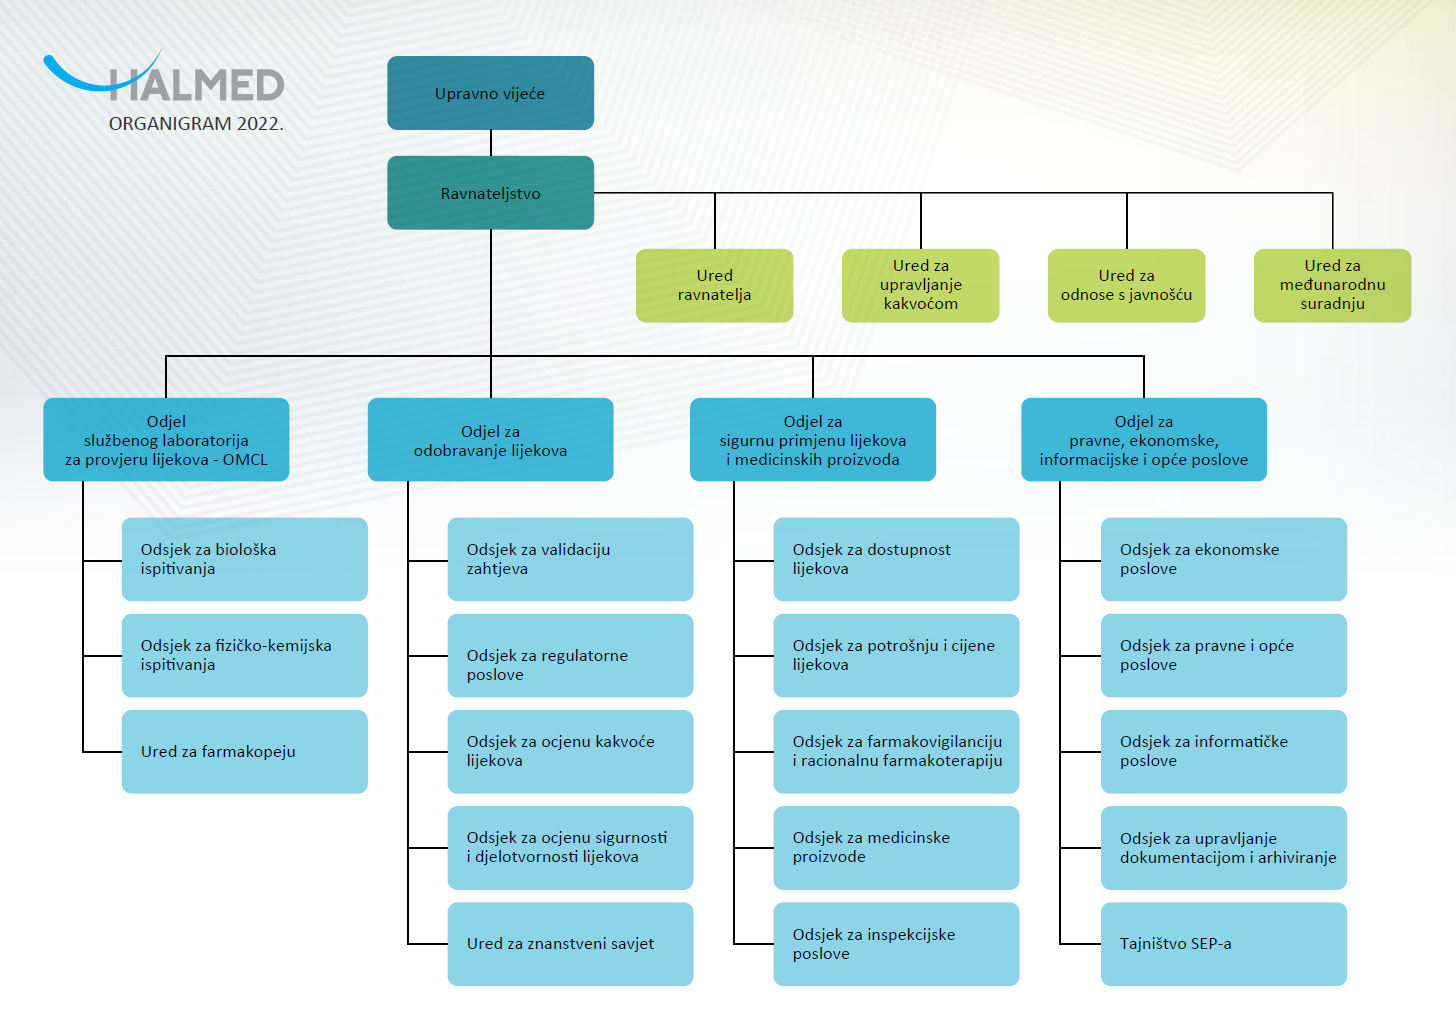 HALMED
ORGANIGRAM 2022.
Upravno vijeće
Ravnateljstvo
Ured
ravnatelja
Ured za
upravljanje
kakvoćom
Ured za
odnose s javnošću
Ured za
međunarodnu
suradnju
Odjel
službenog laboratorija
za provjeru lijekova - OMCL
Odjel za
odobravanje lijekova
Odjel za
sigurnu primjenu lijekova
i medicinskih proizvoda
Odjel za
pravne, ekonomske,
informacijske i opće poslove
Odsjek za biološka
ispitivanja
Odsjek za fizičko-kemijska
ispitivanja
Ured za farmakopeju
Odsjek za validaciju
zahtjeva
Odsjek za regulatorne
poslove
Odsjek za ocjenu kakvoće
lijekova
Odsjek za ocjenu sigurnosti
i djelotvornosti lijekova
Ured za znanstveni savjet
Odsjek za dostupnost
lijekova
Odsjek za potrošnju i cijene
lijekova
Odsjek za farmakovigilanciju
i racionalnu farmakoterapiju
Odsjek za medicinske
proizvode
Odsjek za inspekcijske
poslove
Odsjek za ekonomske
poslove
Odsjek za pravne i opće
poslove
Odsjek za informatičke
poslove
Odsjek za upravljanje
dokumentacijom i arhiviranje
Tajništvo SEP-a